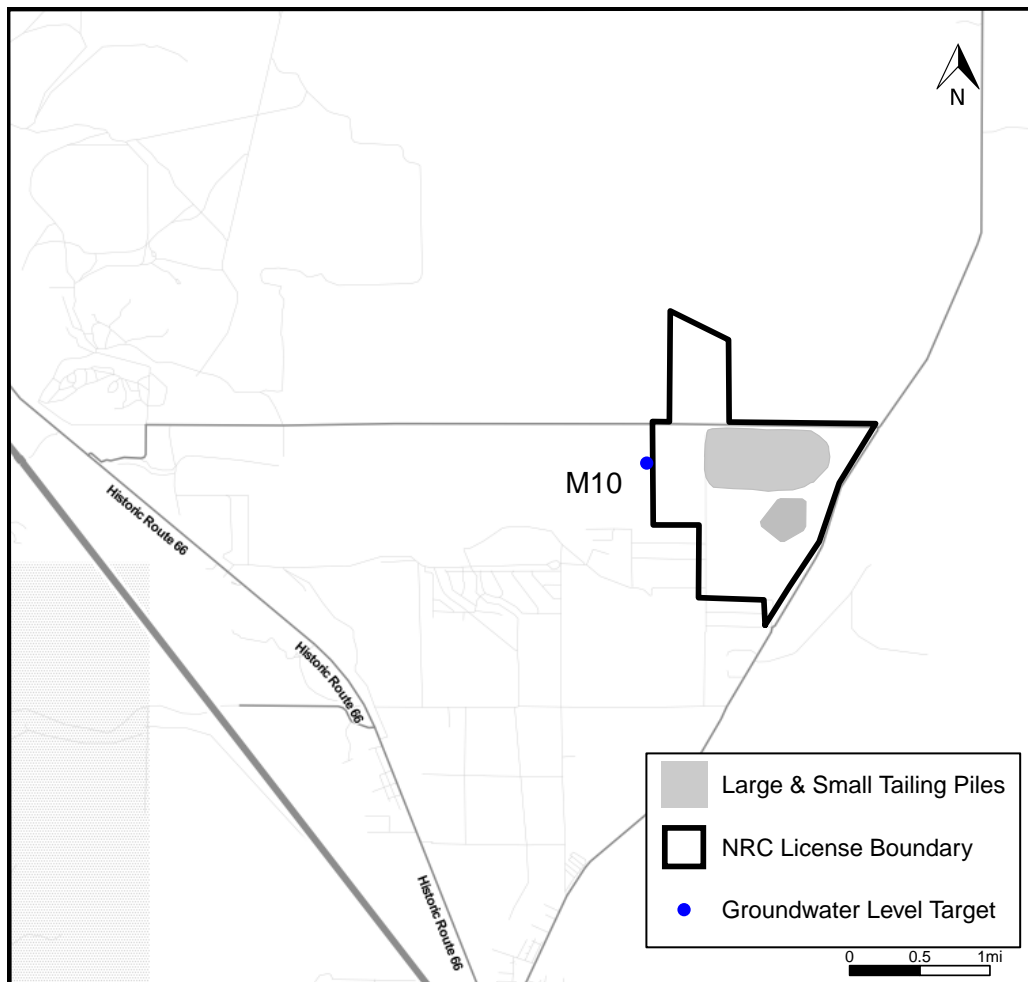 N
M10
Historic Route 66
Historic Route 66
Historic Route 66
Large & Small Tailing Piles
NRC License Boundary
Groundwater Level Target
0 0.5 1mi